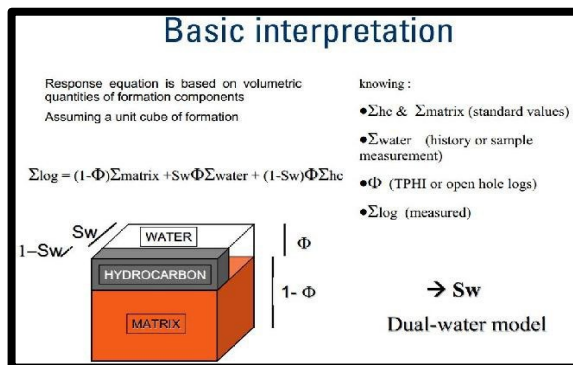 Basic interpretation
Response equation is based on volumetric
quantities of formation components
Assuming a unit cube of formation
Σlog = (1-Φ)Σmatrix +SwΦΣwater + (1-Sw)ΦΣhc
Sw
1–Sw
WATER
HYDROCARBON
MATRIX
Φ
1- Φ
knowing :
●Σhc & Σmatrix (standard values)
●Σwater (history or sample
measurement)
●Φ (TPHI or open hole logs)
●Σlog (measured)
→ Sw
Dual-water model